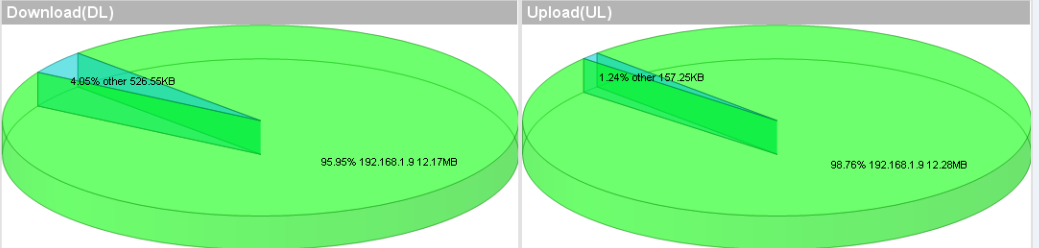 Download(DL)
Upload(UL)
4.05% other 526.55KB
1.24% other 157.25KB
95.95% 192.168.1.9 12.17MB
98.76% 192.168.1.9 12.28MB